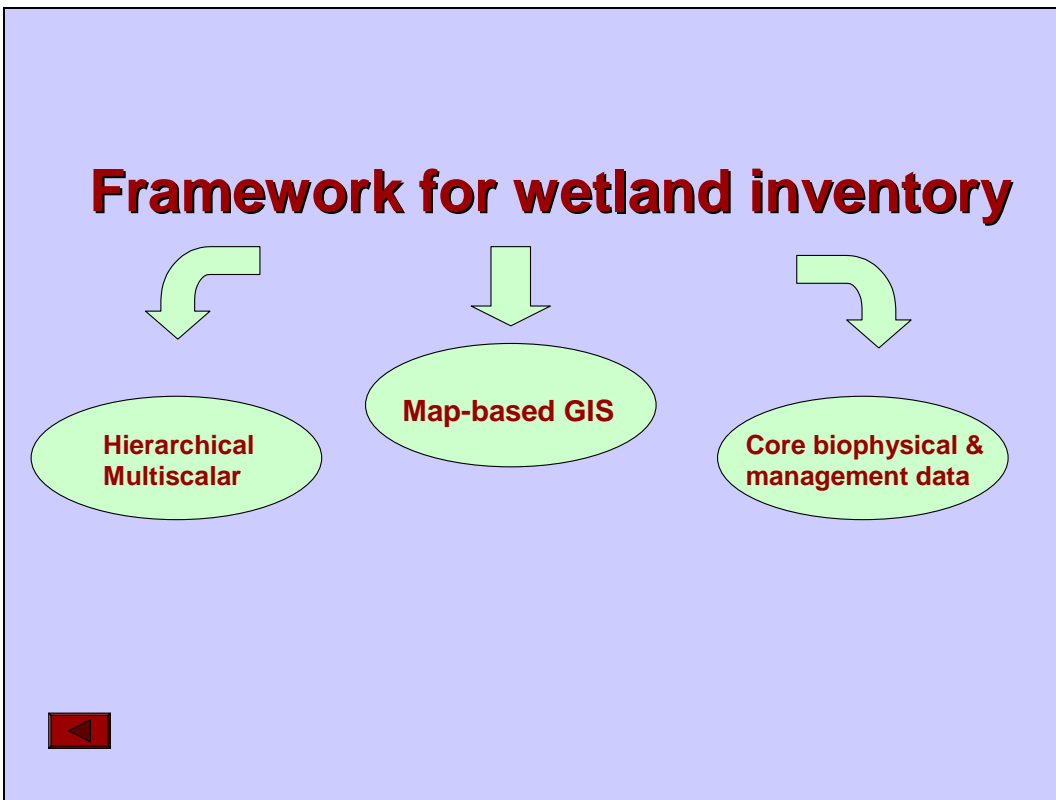 Framework for wetland inventory
Hierarchical
Multiscalar
Map-based GIS
Core biophysical &
management data